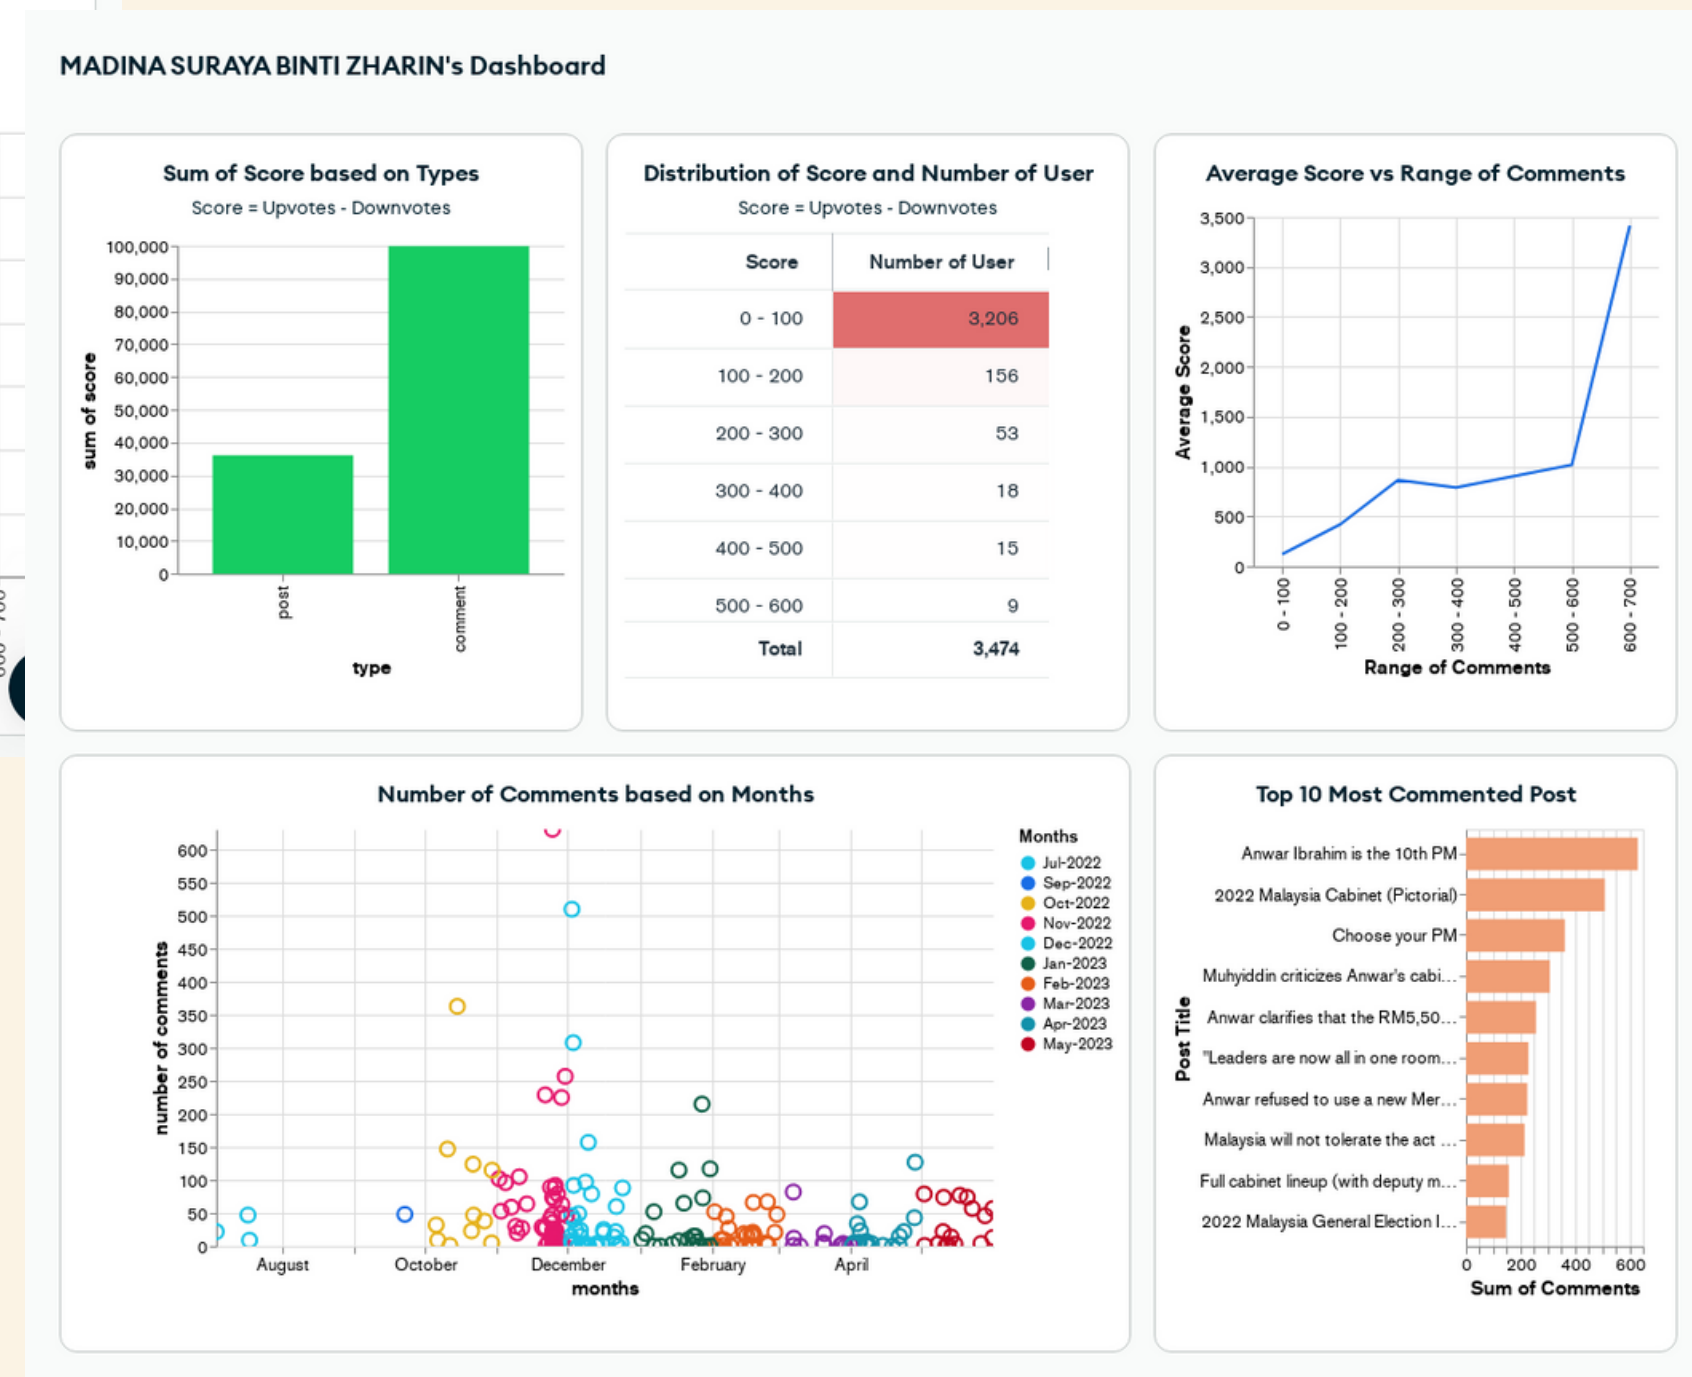 MADINA SURAYA BINTI ZHARIN's Dashboard
Sum of Score based on Types
Score = Upvotes - Downvotes
100,000
90,000
80,000
70,000
60,000
50,000
40,000
30,000
20,000
10,000
0
sum of score
post
comment
type
Distribution of Score and Number of User
Score = Upvotes - Downvotes
Score Number of User
0 - 100 3,206
100 - 200 156
200 - 300 53
300 - 400 18
400 - 500 15
500 - 600 9
Total 3,474
Average Score vs Range of Comments
3,500
3,000
2,500
2,000
1,500
1,000
500
0
Average Score
0 - 100
100 - 200
200 - 300
300 - 400
400 - 500
500 - 600
600 - 700
Range of Comments
Number of Comments based on Months
600
550
500
450
400
350
300
250
200
150
100
50
0
number of comments
August October December February April
months
Months
Jul-2022
Sep-2022
Oct-2022
Nov-2022
Dec-2022
Jan-2023
Feb-2023
Mar-2023
Apr-2023
May-2023
Top 10 Most Commented Post
Post Title
Anwar Ibrahim is the 10th PM
2022 Malaysia Cabinet (Pictorial)
Choose your PM
Muhyiddin criticizes Anwar's cabi...
Anwar clarifies that the RM5,50...
"Leaders are now all in one room...
Anwar refused to use a new Mer...
Malaysia will not tolerate the act ...
Full cabinet lineup (with deputy m...
2022 Malaysia General Election I...
0 200 400 600
Sum of Comments